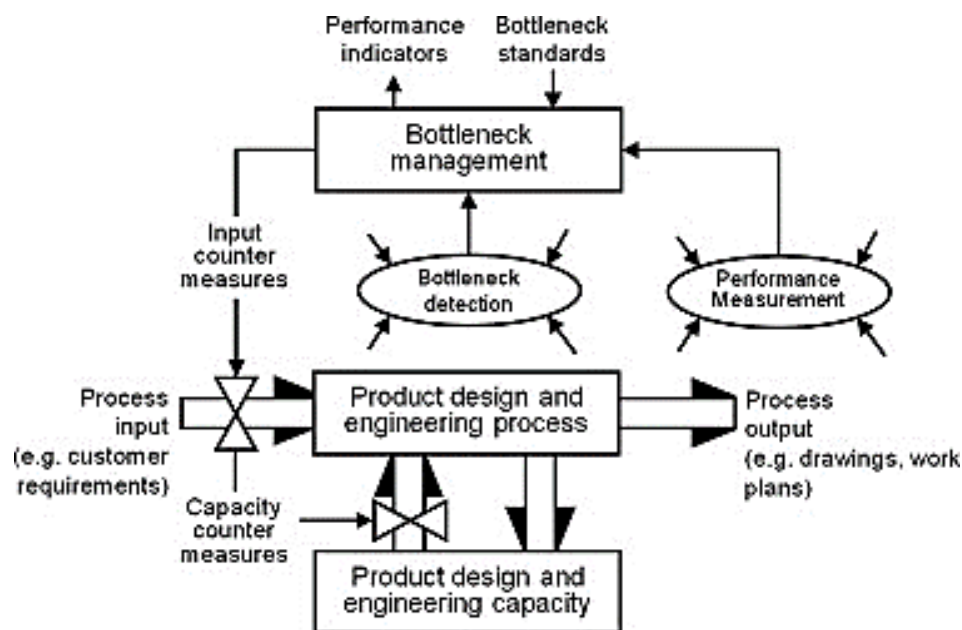 Performance
indicators
Bottleneck
standards
Bottleneck
management
Input
counter
measures
Bottleneck
detection
Performance
Measurement
Process
input
(e.g. customer
requirements)
Product design and
engineering process
Process
output
(e.g. drawings, work
plans)
Capacity
counter
measures
Product design and
engineering capacity